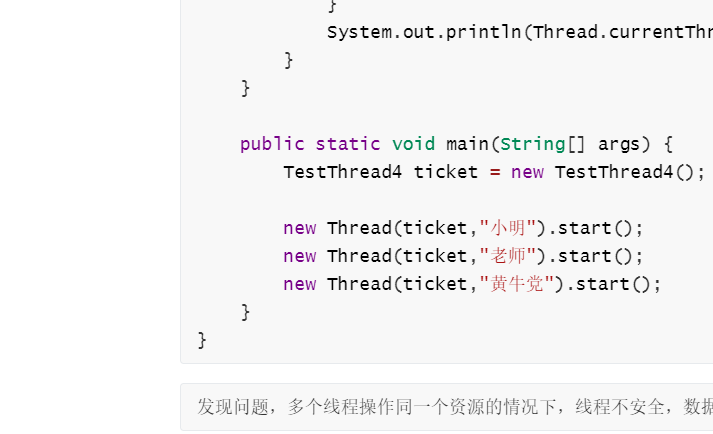 }
System.out.println(Thread.currentThr
}
}
public static void main(String[] args) {
TestThread4 ticket = new TestThread4();
new Thread(ticket,"小明").start();
new Thread(ticket,"老师").start();
new Thread(ticket,"黄牛党").start();
}
}
发现问题，多个线程操作同一个资源的情况下，线程不安全，数据